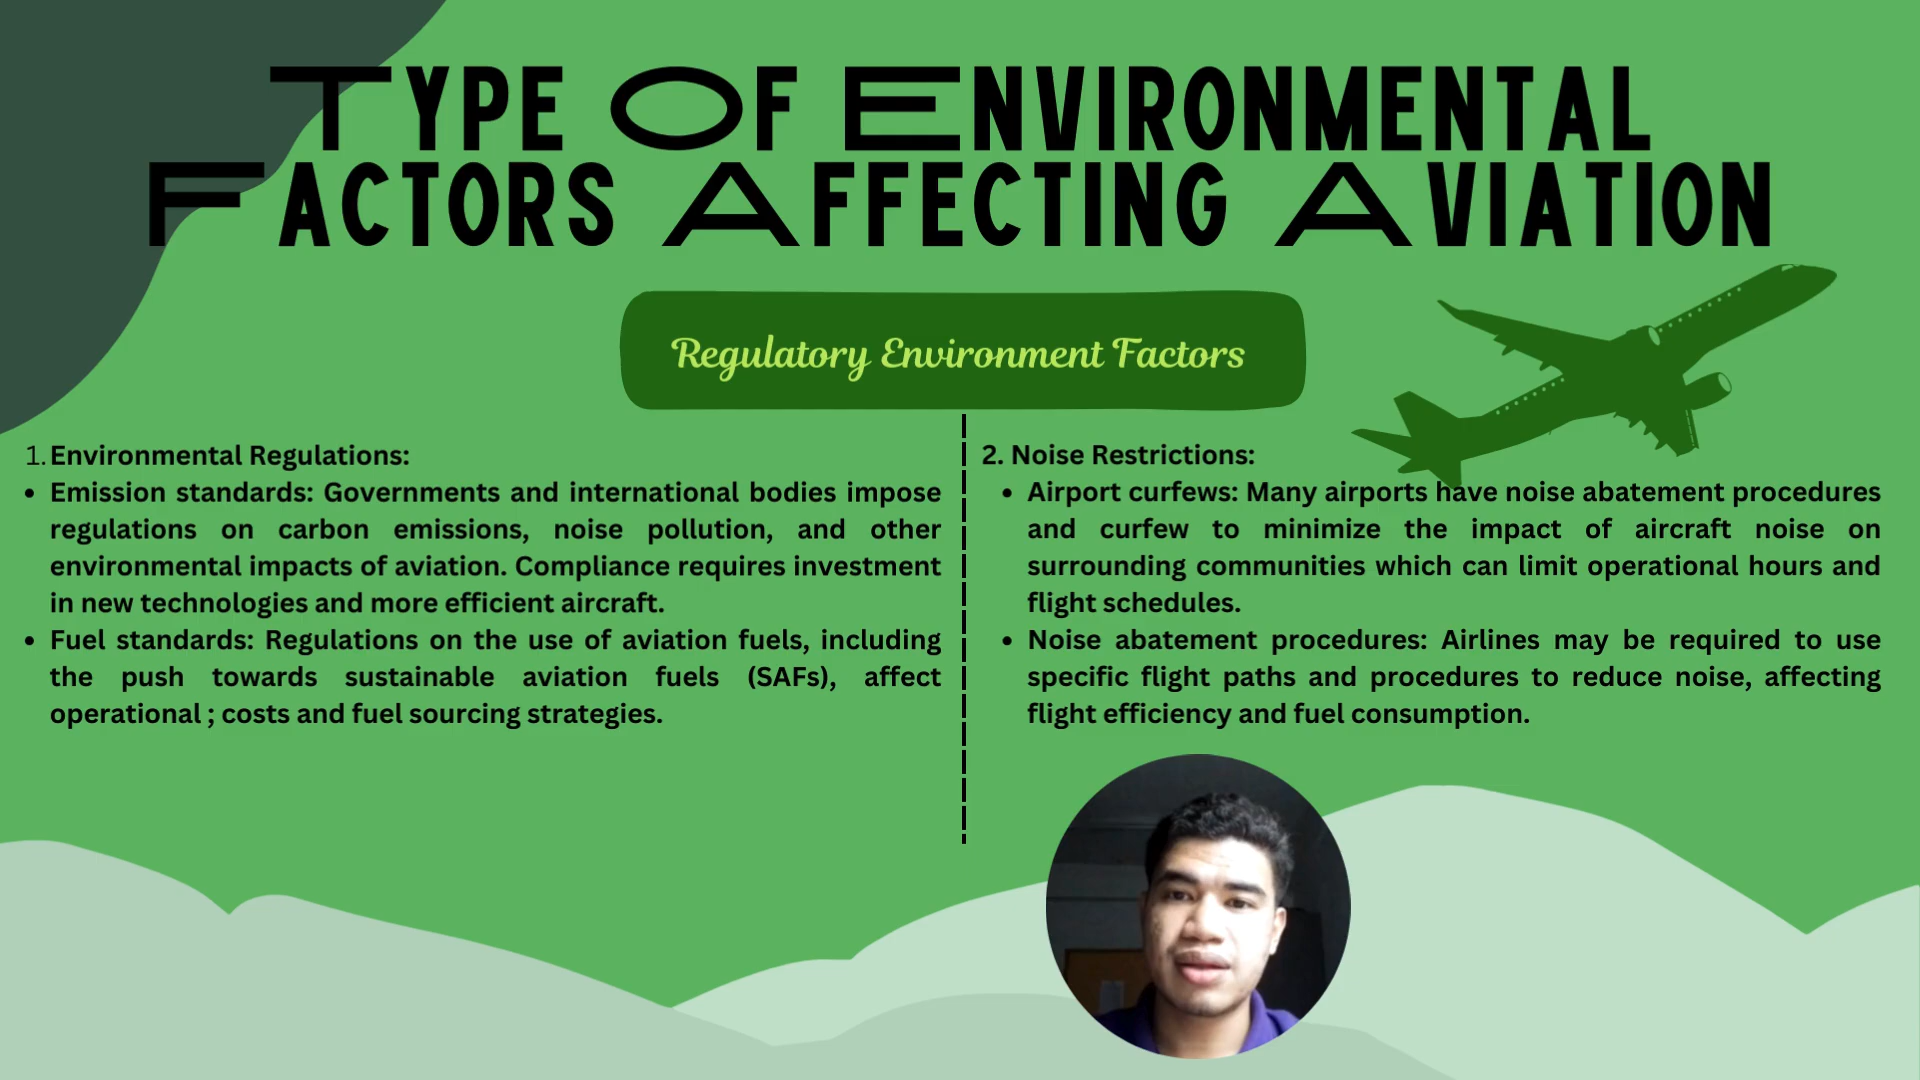 Type Of Environmental
Factors Affecting Aviation
Regulatory Environment Factors
1. Environmental Regulations:
• Emission standards: Governments and international bodies impose
regulations on carbon emissions, noise pollution, and other
environmental impacts of aviation. Compliance requires investment
in new technologies and more efficient aircraft.
• Fuel standards: Regulations on the use of aviation fuels, including
the push towards sustainable aviation fuels (SAFs), affect
operational ; costs and fuel sourcing strategies.
2. Noise Restrictions:
• Airport curfews: Many airports have noise abatement procedures
and curfew to minimize the impact of aircraft noise on
surrounding communities which can limit operational hours and
flight schedules.
• Noise abatement procedures: Airlines may be required to use
specific flight paths and procedures to reduce noise, affecting
flight efficiency and fuel consumption.